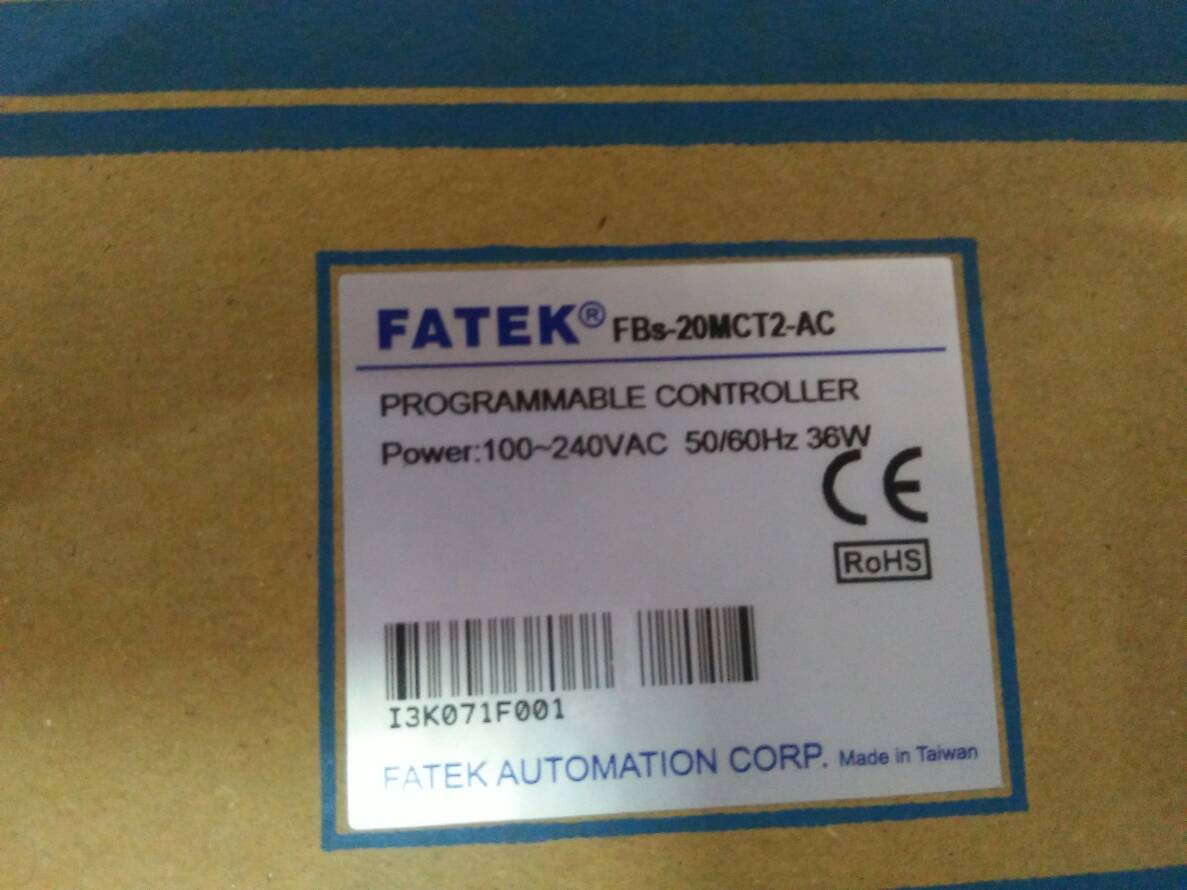 FATEK® FBs-20MCT2-AC
PROGRAMMABLE CONTROLLER
Power:100~240VAC 50/60Hz 36W
CE
RoHS
I3K071F001
FATEK AUTOMATION CORP. Made in Taiwan